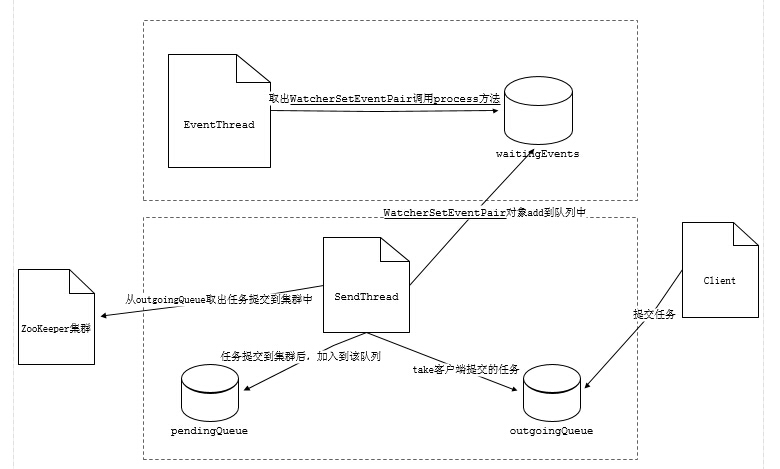 取出WatcherSetEventPair调用process方法
EventThread
waitingEvents
WatcherSetEventPair对象add到队列中
SendThread
Client
从outgoingQueue取出任务提交到集群中
ZooKeeper集群
提交任务
任务提交到集群后，加入到该队列
take客户端提交的任务
pendingQueue
outgoingQueue